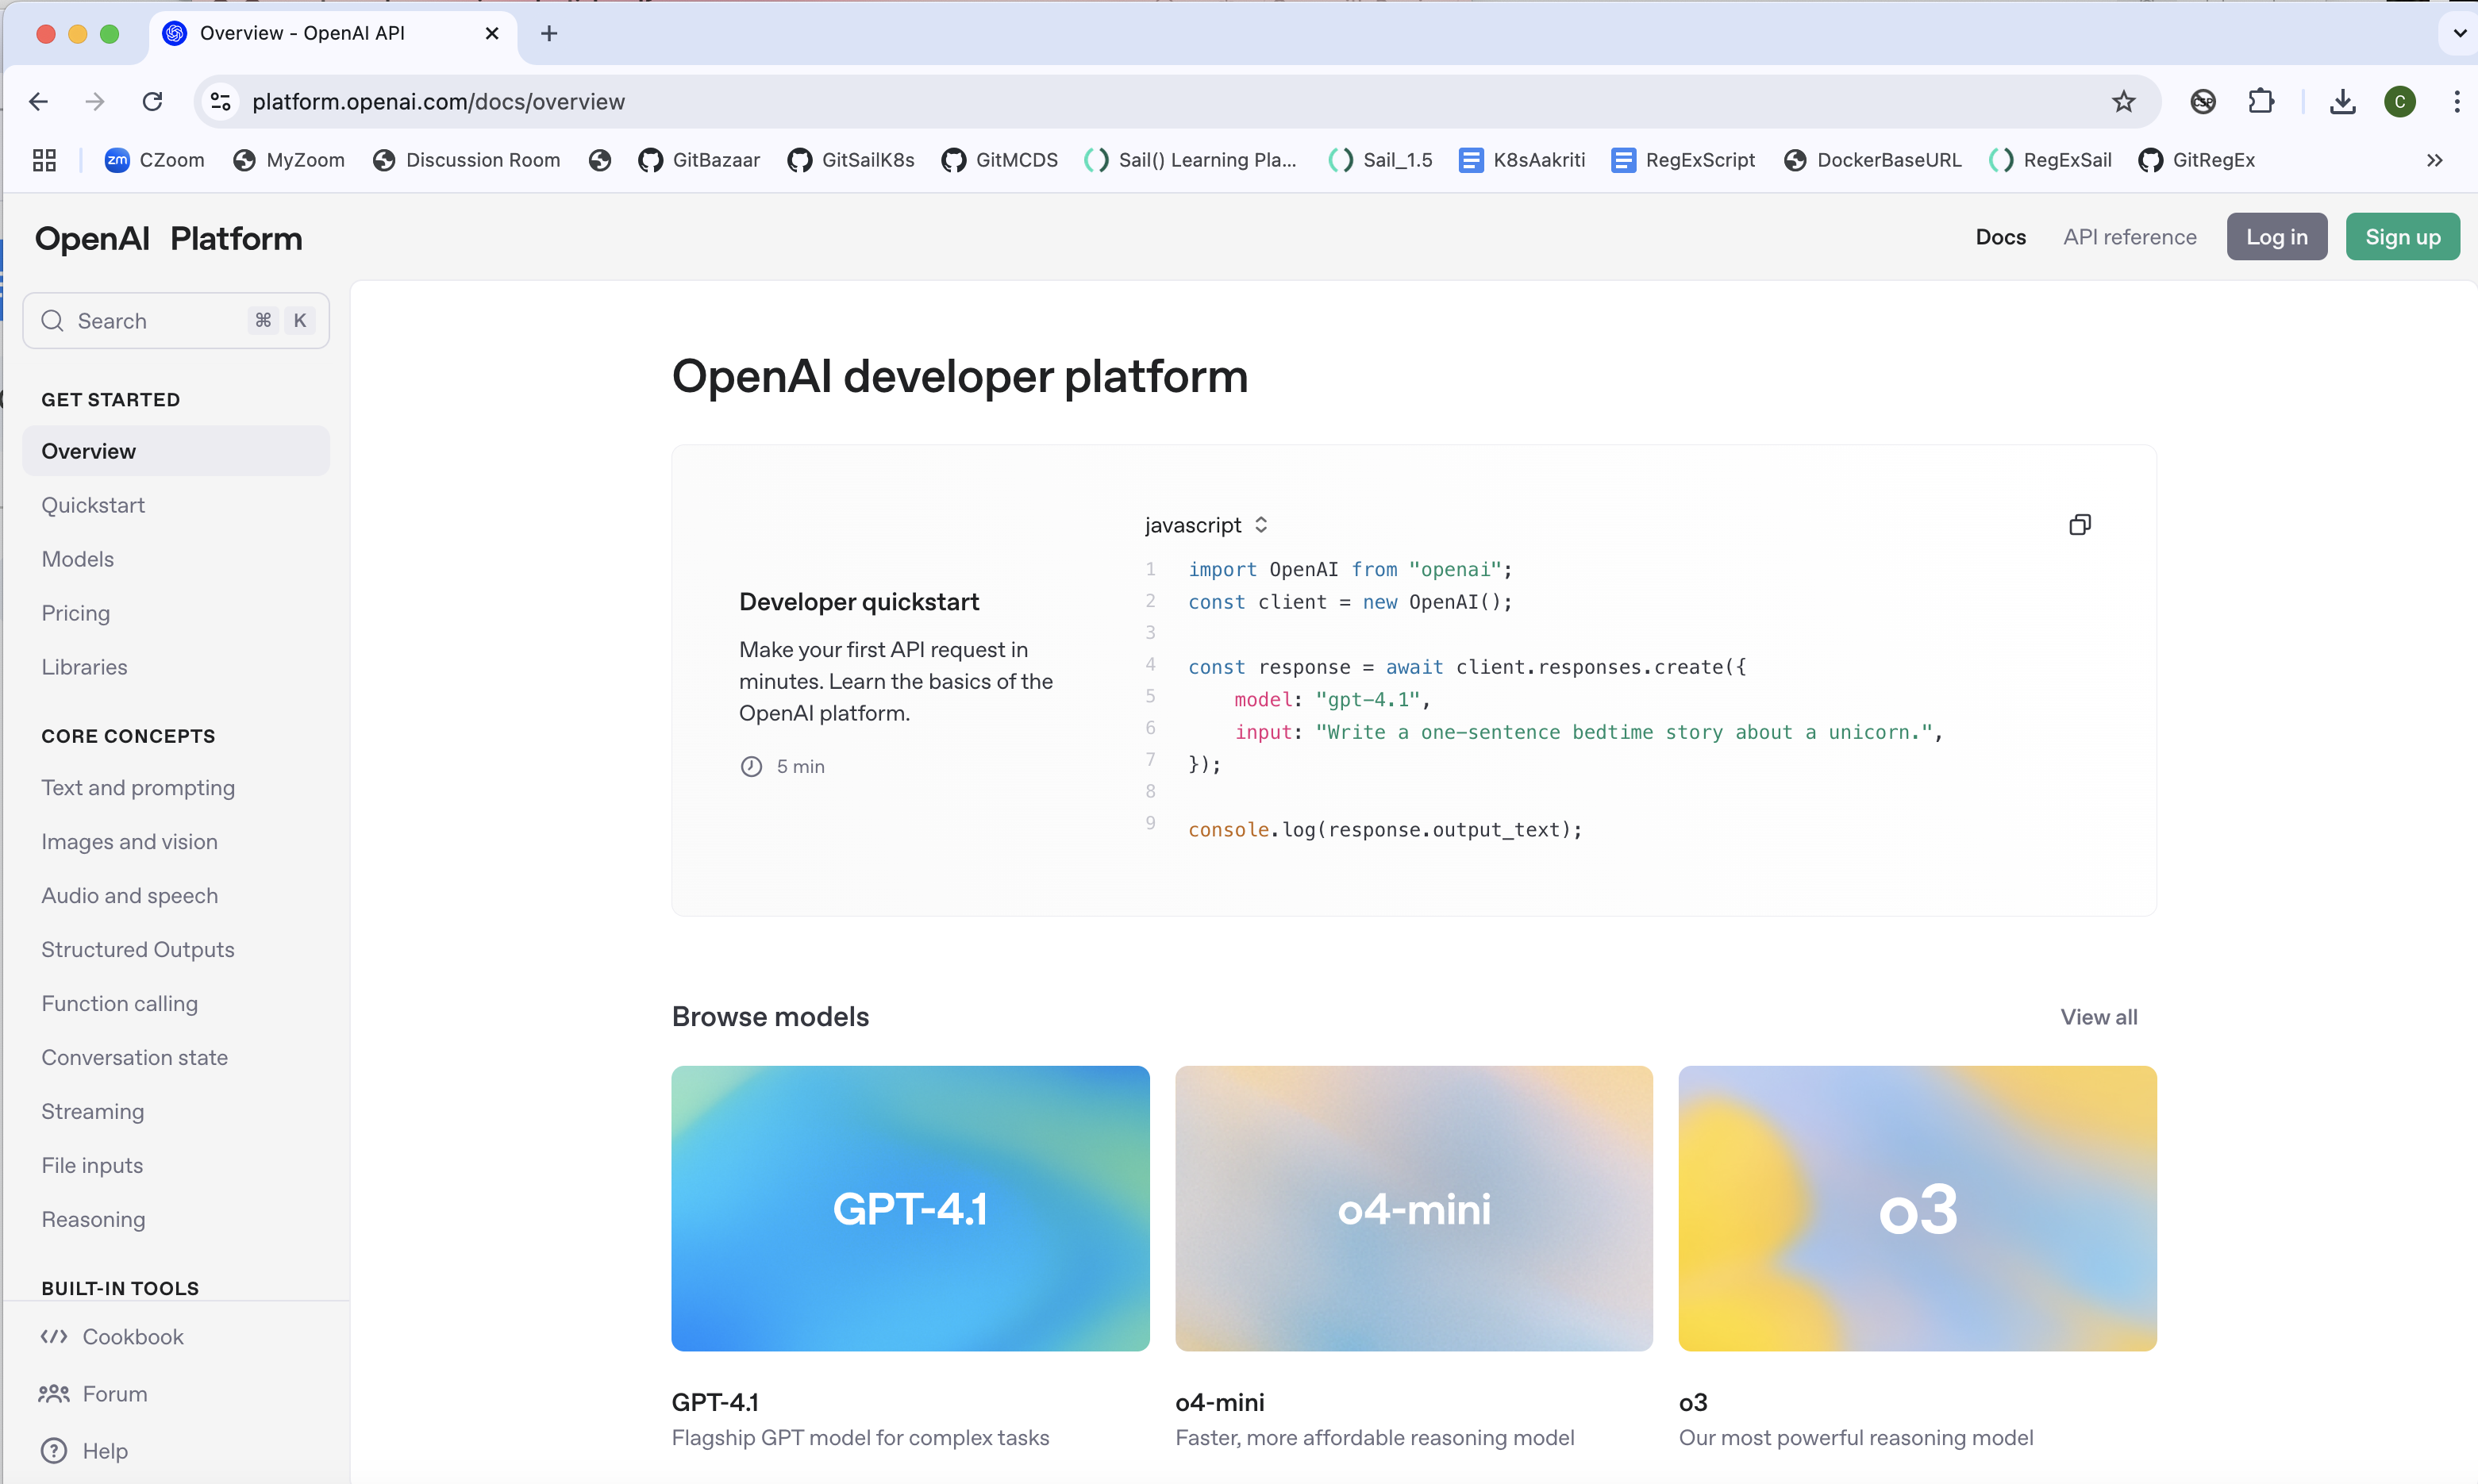 Overview - OpenAI API
platform.openai.com/docs/overview
CSP
C
zm CZoom MyZoom Discussion Room GitBazaar GitSailK8s GitMCDS Sail() Learning Pla... Sail_1.5 K8sAakriti RegExScript DockerBaseURL RegExSail GitRegEx
OpenAI Platform
Docs API reference Log in Sign up
Search ⌘ K
GET STARTED
Overview
Quickstart
Models
Pricing
Libraries
CORE CONCEPTS
Text and prompting
Images and vision
Audio and speech
Structured Outputs
Function calling
Conversation state
Streaming
File inputs
Reasoning
BUILT-IN TOOLS
Cookbook
Forum
Help
OpenAI developer platform
Developer quickstart
Make your first API request in
minutes. Learn the basics of the
OpenAI platform.
5 min
javascript
1 import OpenAI from "openai";
2 const client = new OpenAI();
3
4 const response = await client.responses.create({
5 model: "gpt-4.1",
6 input: "Write a one-sentence bedtime story about a unicorn.",
7 });
8
9 console.log(response.output_text);
Browse models
View all
GPT-4.1
o4-mini
o3
GPT-4.1
Flagship GPT model for complex tasks
o4-mini
Faster, more affordable reasoning model
o3
Our most powerful reasoning model